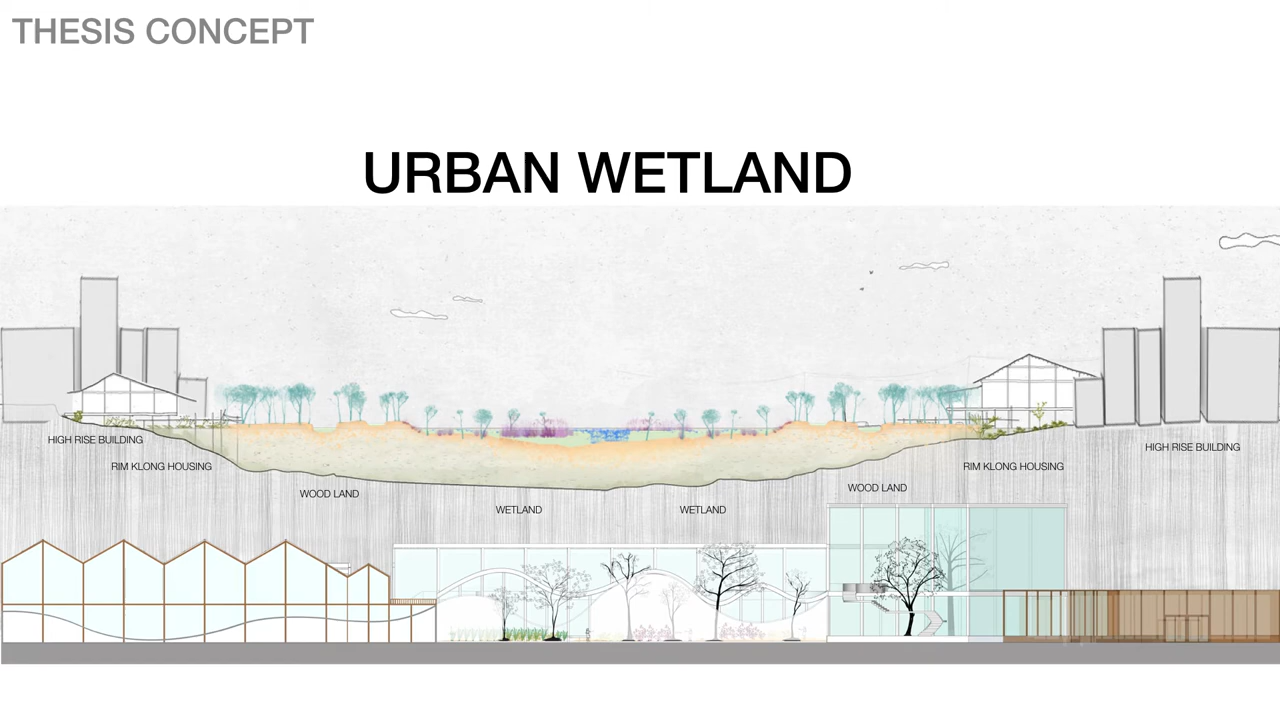 THESIS CONCEPT
URBAN WETLAND
HIGH RISE BUILDING
HIGH RISE BUILDING
RIM KLONG HOUSING
RIM KLONG HOUSING
WOOD LAND
WOOD LAND
WETLAND
WETLAND